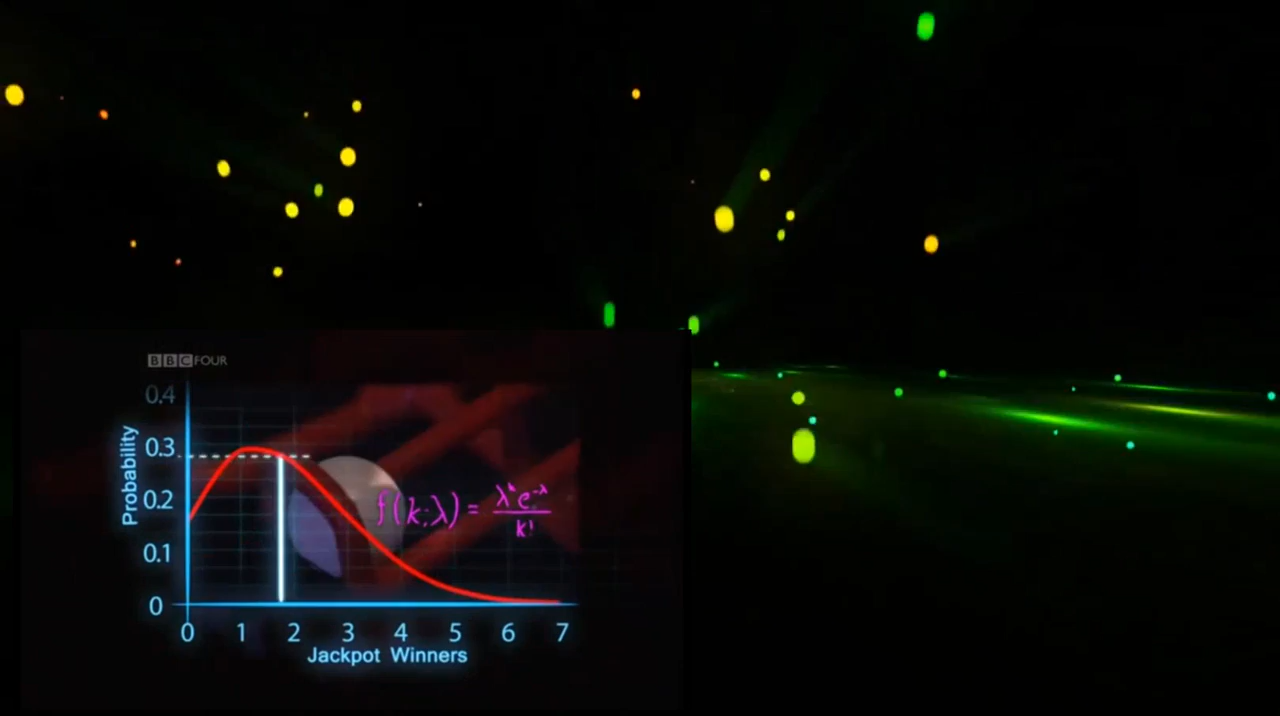 BBC FOUR
0.4
0.3
0.2
0.1
0
Probability
f(k;λ) = λᵏe⁻λ / k!
0 1 2 3 4 5 6 7
Jackpot Winners